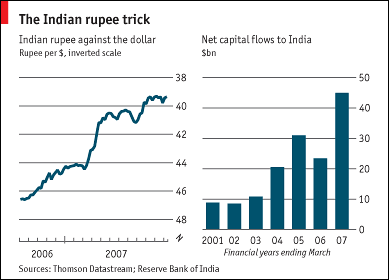 The Indian rupee trick
Indian rupee against the dollar
Rupee per $, inverted scale
38
40
42
44
46
48
2006 2007
Net capital flows to India
$bn
50
40
30
20
10
0
2001 02 03 04 05 06 07
Financial years ending March
Sources: Thomson Datastream; Reserve Bank of India